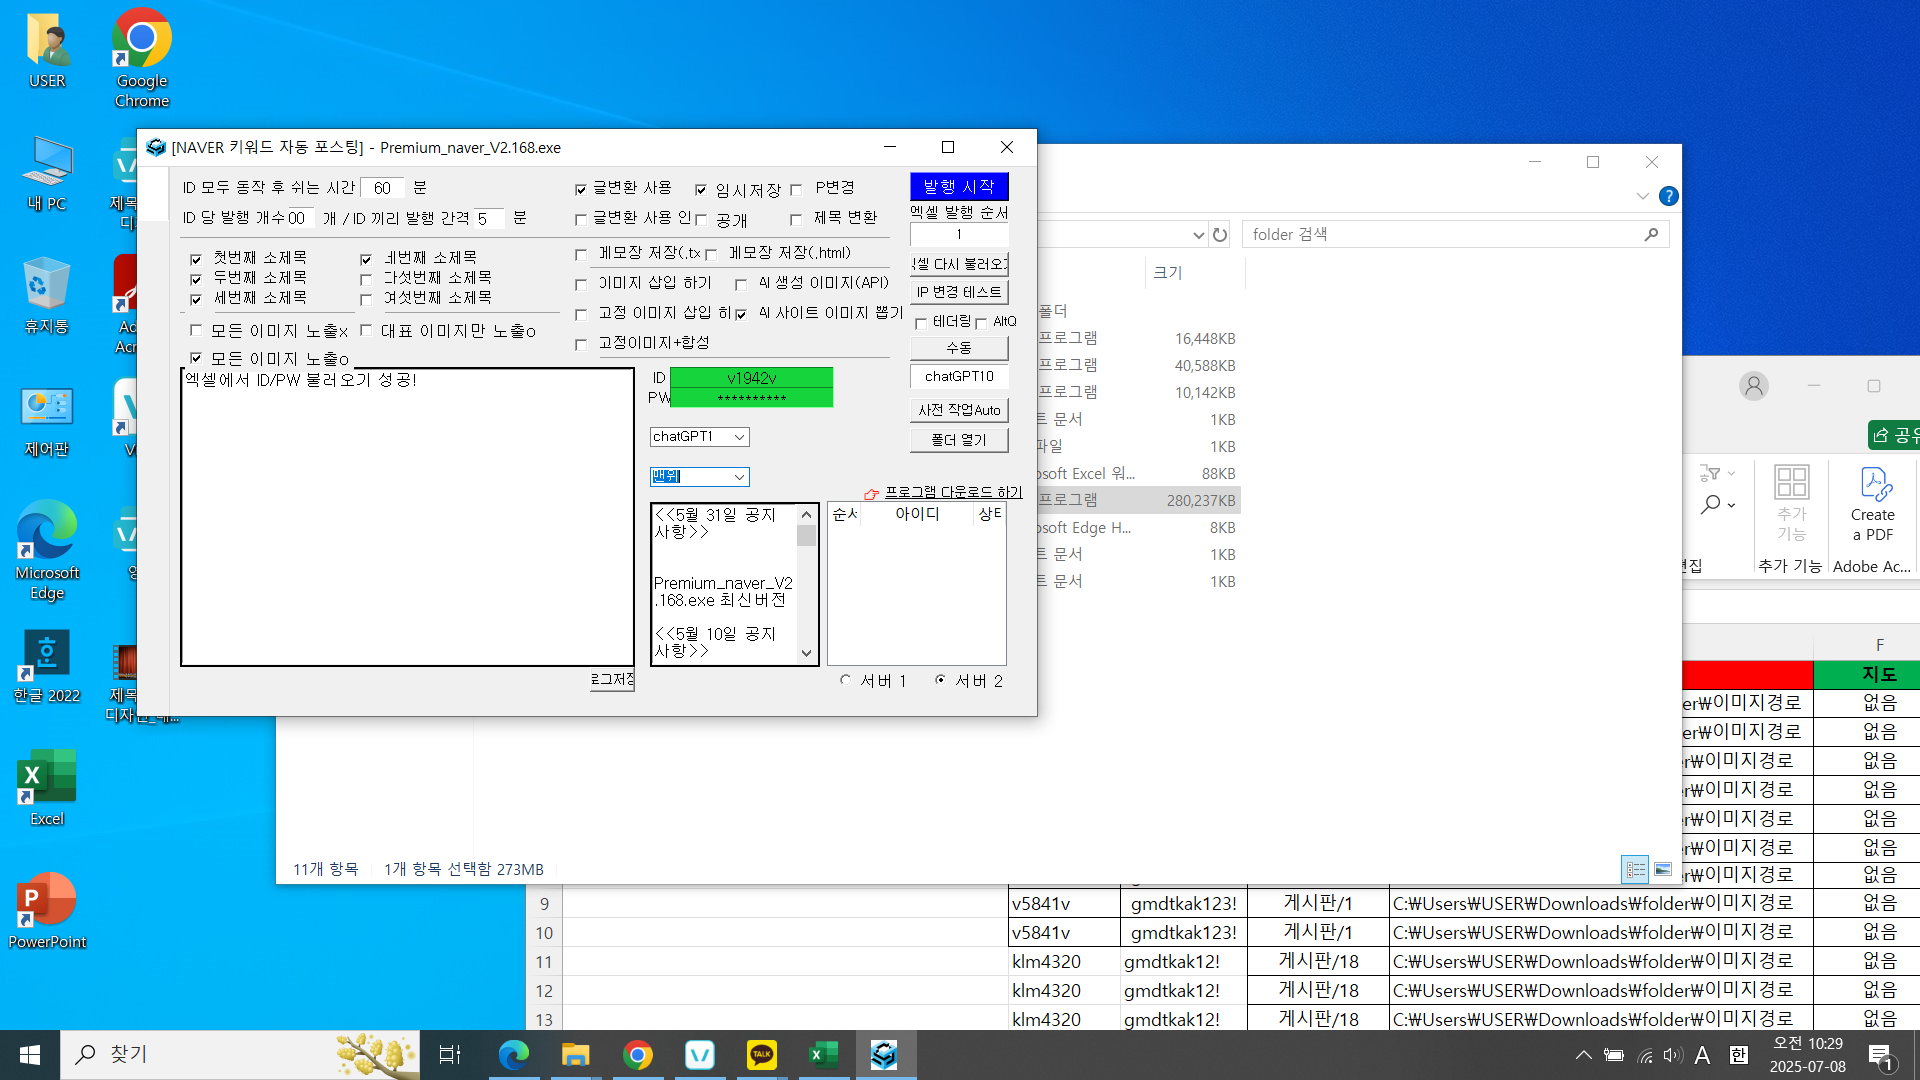 USER
Google
Chrome
내 PC
휴지통
제어판
Microsoft
Edge
한글 2022
Excel
PowerPoint
제목
디자인_내...
[NAVER 키워드 자동 포스팅] - Premium_naver_V2.168.exe
ID 모두 동작 후 쉬는 시간 60 분
ID 당 발행 개수 00 개 / ID 끼리 발행 간격 5 분
첫번째 소제목 네번째 소제목
두번째 소제목 다섯번째 소제목
세번째 소제목 여섯번째 소제목
모든 이미지 노출x 대표 이미지만 노출o
모든 이미지 노출o
글변환 사용 임시저장 P변경
글변환 사용 인 공개 제목 변환
메모장 저장(.tx 메모장 저장(.html)
이미지 삽입 하기 AI 생성 이미지(API)
고정 이미지 삽입 하 AI 사이트 이미지 뽑기
고정이미지+합성
발행 시작
엑셀 발행 순서
1
엑셀 다시 불러오기
IP 변경 테스트
테더링 AltQ
수동
chatGPT10
사전 작업Auto
폴더 열기
엑셀에서 ID/PW 불러오기 성공!
로그저장
ID v1942v
PW **********
chatGPT1
맨위
프로그램 다운로드 하기
<<5월 31일 공지
사항>>
Premium_naver_V2
.168.exe 최신버전
<<5월 10일 공지
사항>>
순서 아이디 상태
서버 1 서버 2
folder 검색
크기
폴더
프로그램 16,448KB
프로그램 40,588KB
프로그램 10,142KB
트 문서 1KB
파일 1KB
osoft Excel 워... 88KB
프로그램 280,237KB
osoft Edge H... 8KB
트 문서 1KB
트 문서 1KB
11개 항목 1개 항목 선택함 273MB
공유
편집
추가
기능
추가 기능
Create
a PDF
Adobe Ac...
F
지도
er₩이미지경로 없음
er₩이미지경로 없음
er₩이미지경로 없음
er₩이미지경로 없음
er₩이미지경로 없음
er₩이미지경로 없음
er₩이미지경로 없음
9 v5841v gmdtkak123! 게시판/1 C:₩Users₩USER₩Downloads₩folder₩이미지경로 없음
10 v5841v gmdtkak123! 게시판/1 C:₩Users₩USER₩Downloads₩folder₩이미지경로 없음
11 klm4320 gmdtkak12! 게시판/18 C:₩Users₩USER₩Downloads₩folder₩이미지경로 없음
12 klm4320 gmdtkak12! 게시판/18 C:₩Users₩USER₩Downloads₩folder₩이미지경로 없음
13 klm4320 gmdtkak12! 게시판/18 C:₩Users₩USER₩Downloads₩folder₩이미지경로 없음
찾기
TALK
A 한
오전 10:29
2025-07-08
1